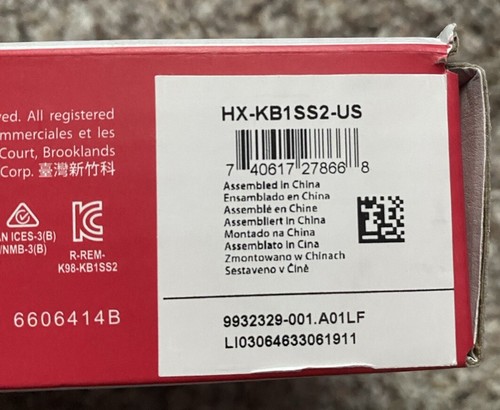 ved. All registered
mmerciales et les
Court, Brooklands
Corp. 臺灣新竹科
AN ICES-3(B)
/NMB-3(B)
R-REM-
K98-KB1SS2
6606414B
HX-KB1SS2-US
7 40617 27866 8
Assembled in China
Ensamblado en China
Assemblé en Chine
Assembliert in China
Montado na China
Assemblato in Cina
Zmontowano w Chinach
Sestaveno v Číně
9932329-001.A01LF
LI03064633061911